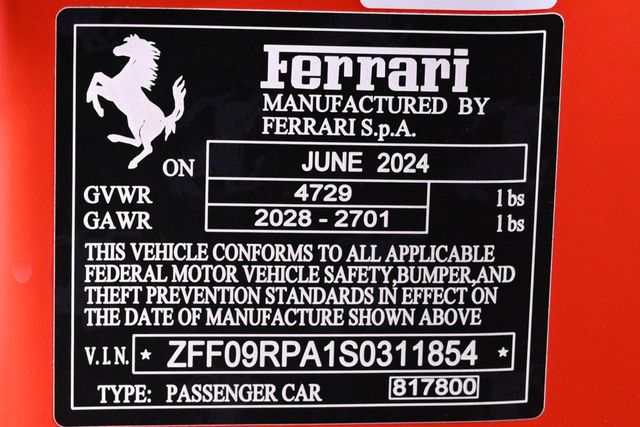 Ferrari
MANUFACTURED BY
FERRARI S.p.A.
ON JUNE 2024
GVWR 4729 lbs
GAWR 2028 - 2701 lbs
THIS VEHICLE CONFORMS TO ALL APPLICABLE
FEDERAL MOTOR VEHICLE SAFETY,BUMPER,AND
THEFT PREVENTION STANDARDS IN EFFECT ON
THE DATE OF MANUFACTURE SHOWN ABOVE
V.I.N. * ZFF09RPA1S0311854 *
TYPE: PASSENGER CAR 817800